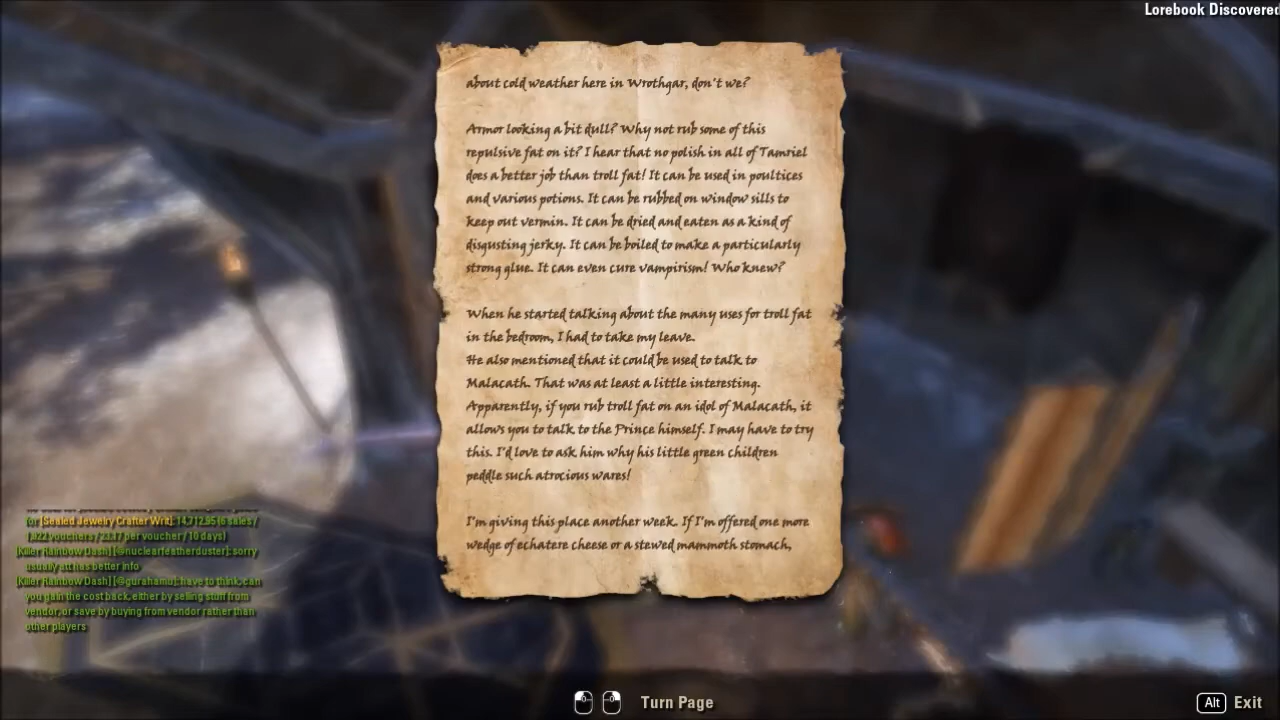 Lorebook Discovered
about cold weather here in Wrothgar, don't we?
Armor looking a bit dull? Why not rub some of this
repulsive fat on it? I hear that no polish in all of Tamriel
does a better job than troll fat! It can be used in poultices
and various potions. It can be rubbed on window sills to
keep out vermin. It can be dried and eaten as a kind of
disgusting jerky. It can be boiled to make a particularly
strong glue. It can even cure vampirism! Who knew?
When he started talking about the many uses for troll fat
in the bedroom, I had to take my leave.
He also mentioned that it could be used to talk to
Malacath. That was at least a little interesting.
Apparently, if you rub troll fat on an idol of Malacath, it
allows you to talk to the Prince himself. I may have to try
this. I'd love to ask him why his little green children
peddle such atrocious wares!
I'm giving this place another week. If I'm offered one more
wedge of echatere cheese or a stewed mammoth stomach,
for [Sealed Jewelry Crafter Writ]: 14,712.95 (6 sales /
vouchers / 23.17 per voucher / 10 days)
[Killer Rainbow Dash] [@nuclearfeatherduster]: sorry
usually att has better info
[Killer Rainbow Dash] [@gurahamu]: have to think, can
you gain the cost back, either by selling stuff from
vendor, or save by buying from vendor rather than
other players
Turn Page
Alt Exit